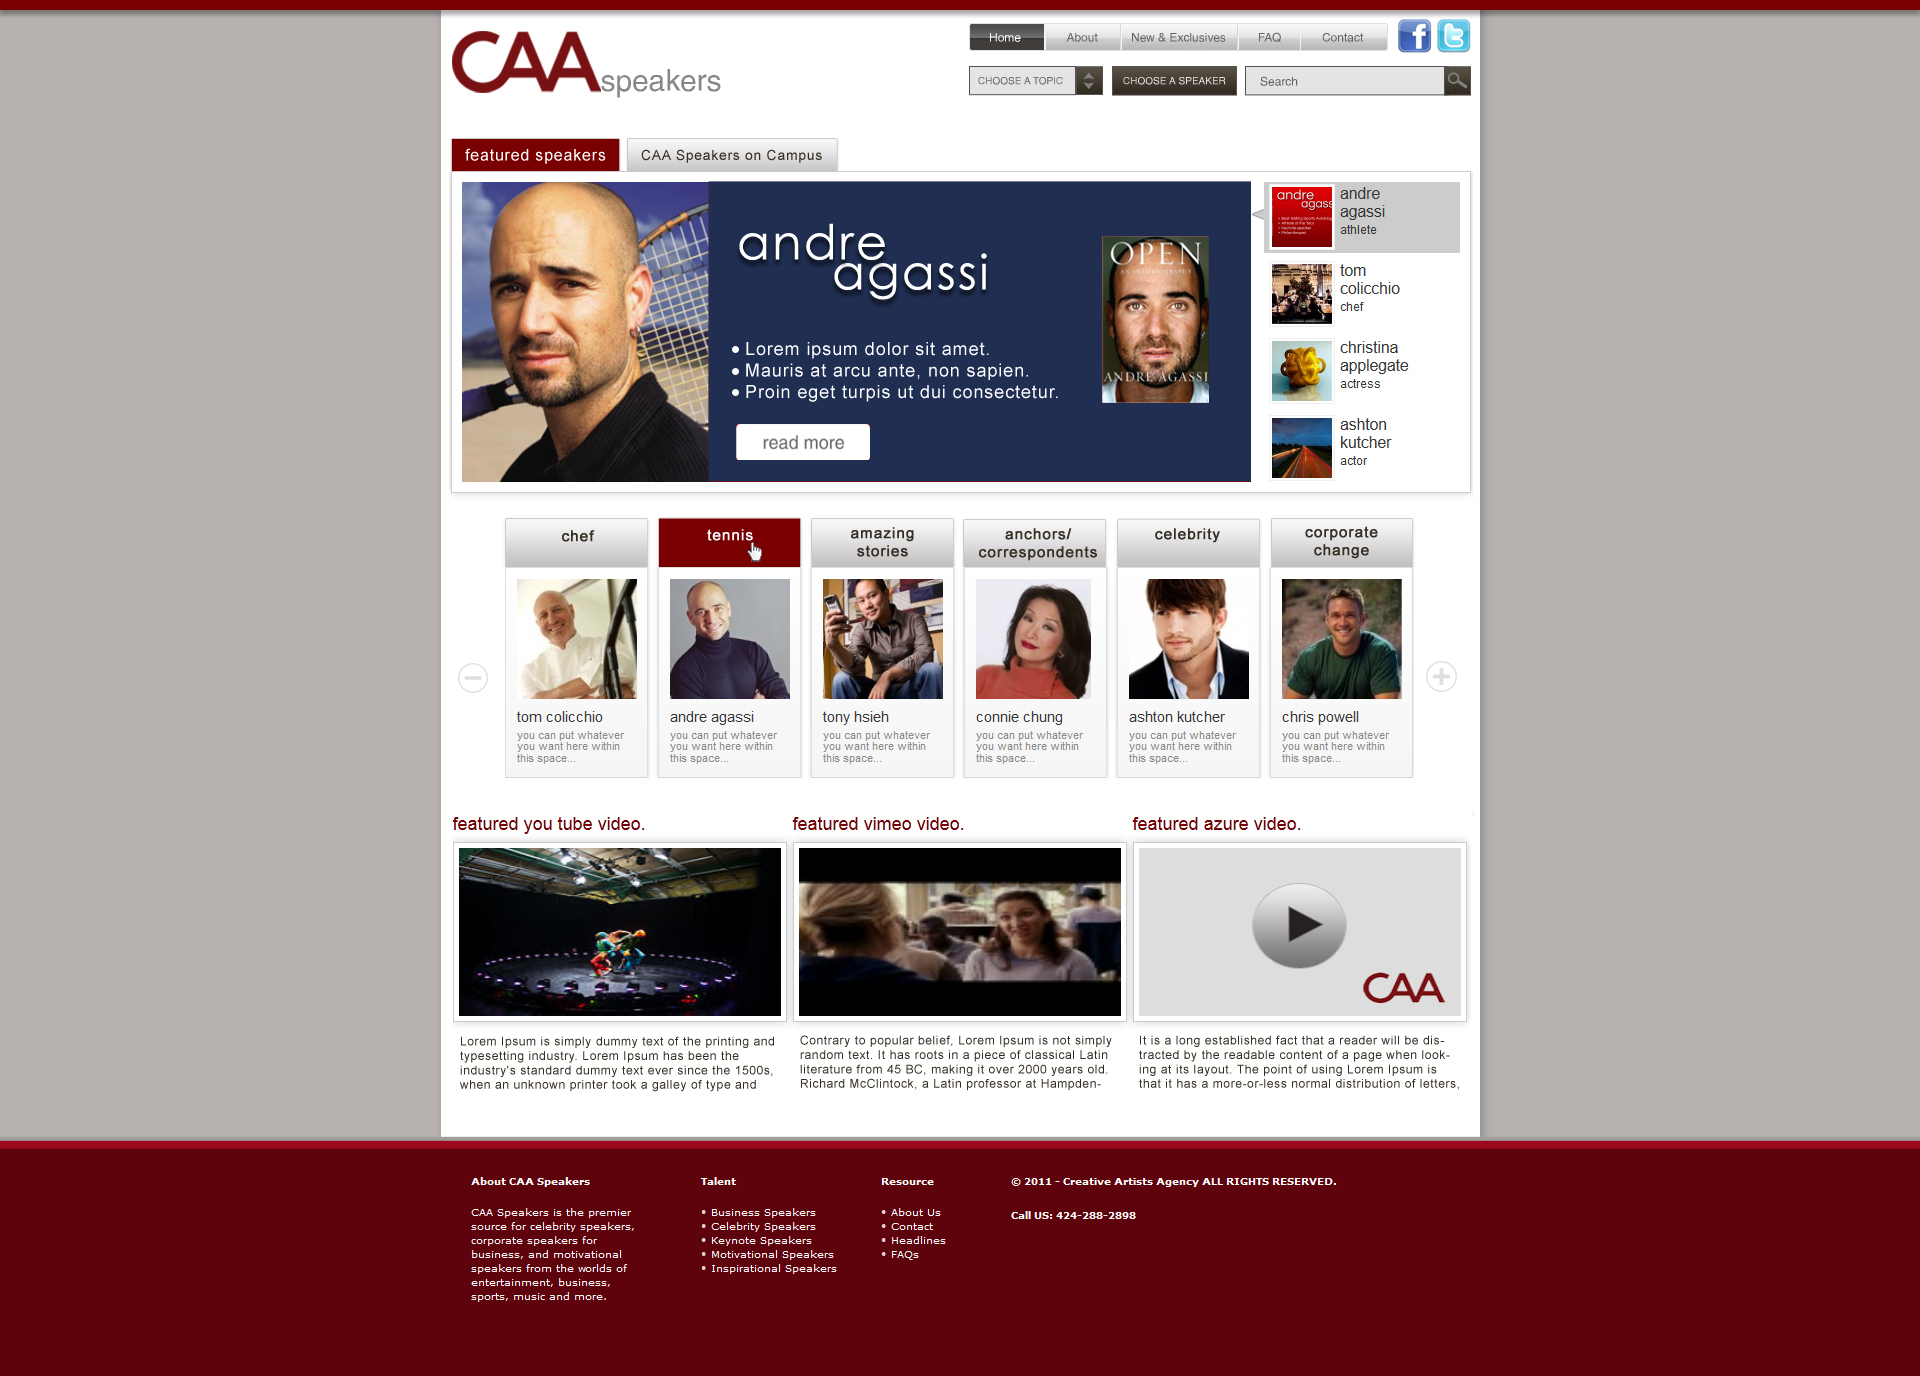 CAAspeakers
Home About New & Exclusives FAQ Contact
CHOOSE A TOPIC CHOOSE A SPEAKER Search
featured speakers CAA Speakers on Campus
andre
agassi
• Lorem ipsum dolor sit amet.
• Mauris at arcu ante, non sapien.
• Proin eget turpis ut dui consectetur.
read more
OPEN
AN AUTOBIOGRAPHY
ANDRE AGASSI
andre
agass
andre
agassi
athlete
tom
colicchio
chef
christina
applegate
actress
ashton
kutcher
actor
chef
tom colicchio
you can put whatever
you want here within
this space...
tennis
andre agassi
you can put whatever
you want here within
this space...
amazing
stories
tony hsieh
you can put whatever
you want here within
this space...
anchors/
correspondents
connie chung
you can put whatever
you want here within
this space...
celebrity
ashton kutcher
you can put whatever
you want here within
this space...
corporate
change
chris powell
you can put whatever
you want here within
this space...
featured you tube video.
Lorem Ipsum is simply dummy text of the printing and
typesetting industry. Lorem Ipsum has been the
industry's standard dummy text ever since the 1500s,
when an unknown printer took a galley of type and
featured vimeo video.
Contrary to popular belief, Lorem Ipsum is not simply
random text. It has roots in a piece of classical Latin
literature from 45 BC, making it over 2000 years old.
Richard McClintock, a Latin professor at Hampden-
featured azure video.
CAA
It is a long established fact that a reader will be dis-
tracted by the readable content of a page when look-
ing at its layout. The point of using Lorem Ipsum is
that it has a more-or-less normal distribution of letters,
About CAA Speakers
CAA Speakers is the premier
source for celebrity speakers,
corporate speakers for
business, and motivational
speakers from the worlds of
entertainment, business,
sports, music and more.
Talent
• Business Speakers
• Celebrity Speakers
• Keynote Speakers
• Motivational Speakers
• Inspirational Speakers
Resource
• About Us
• Contact
• Headlines
• FAQs
© 2011 - Creative Artists Agency ALL RIGHTS RESERVED.
Call US: 424-288-2898